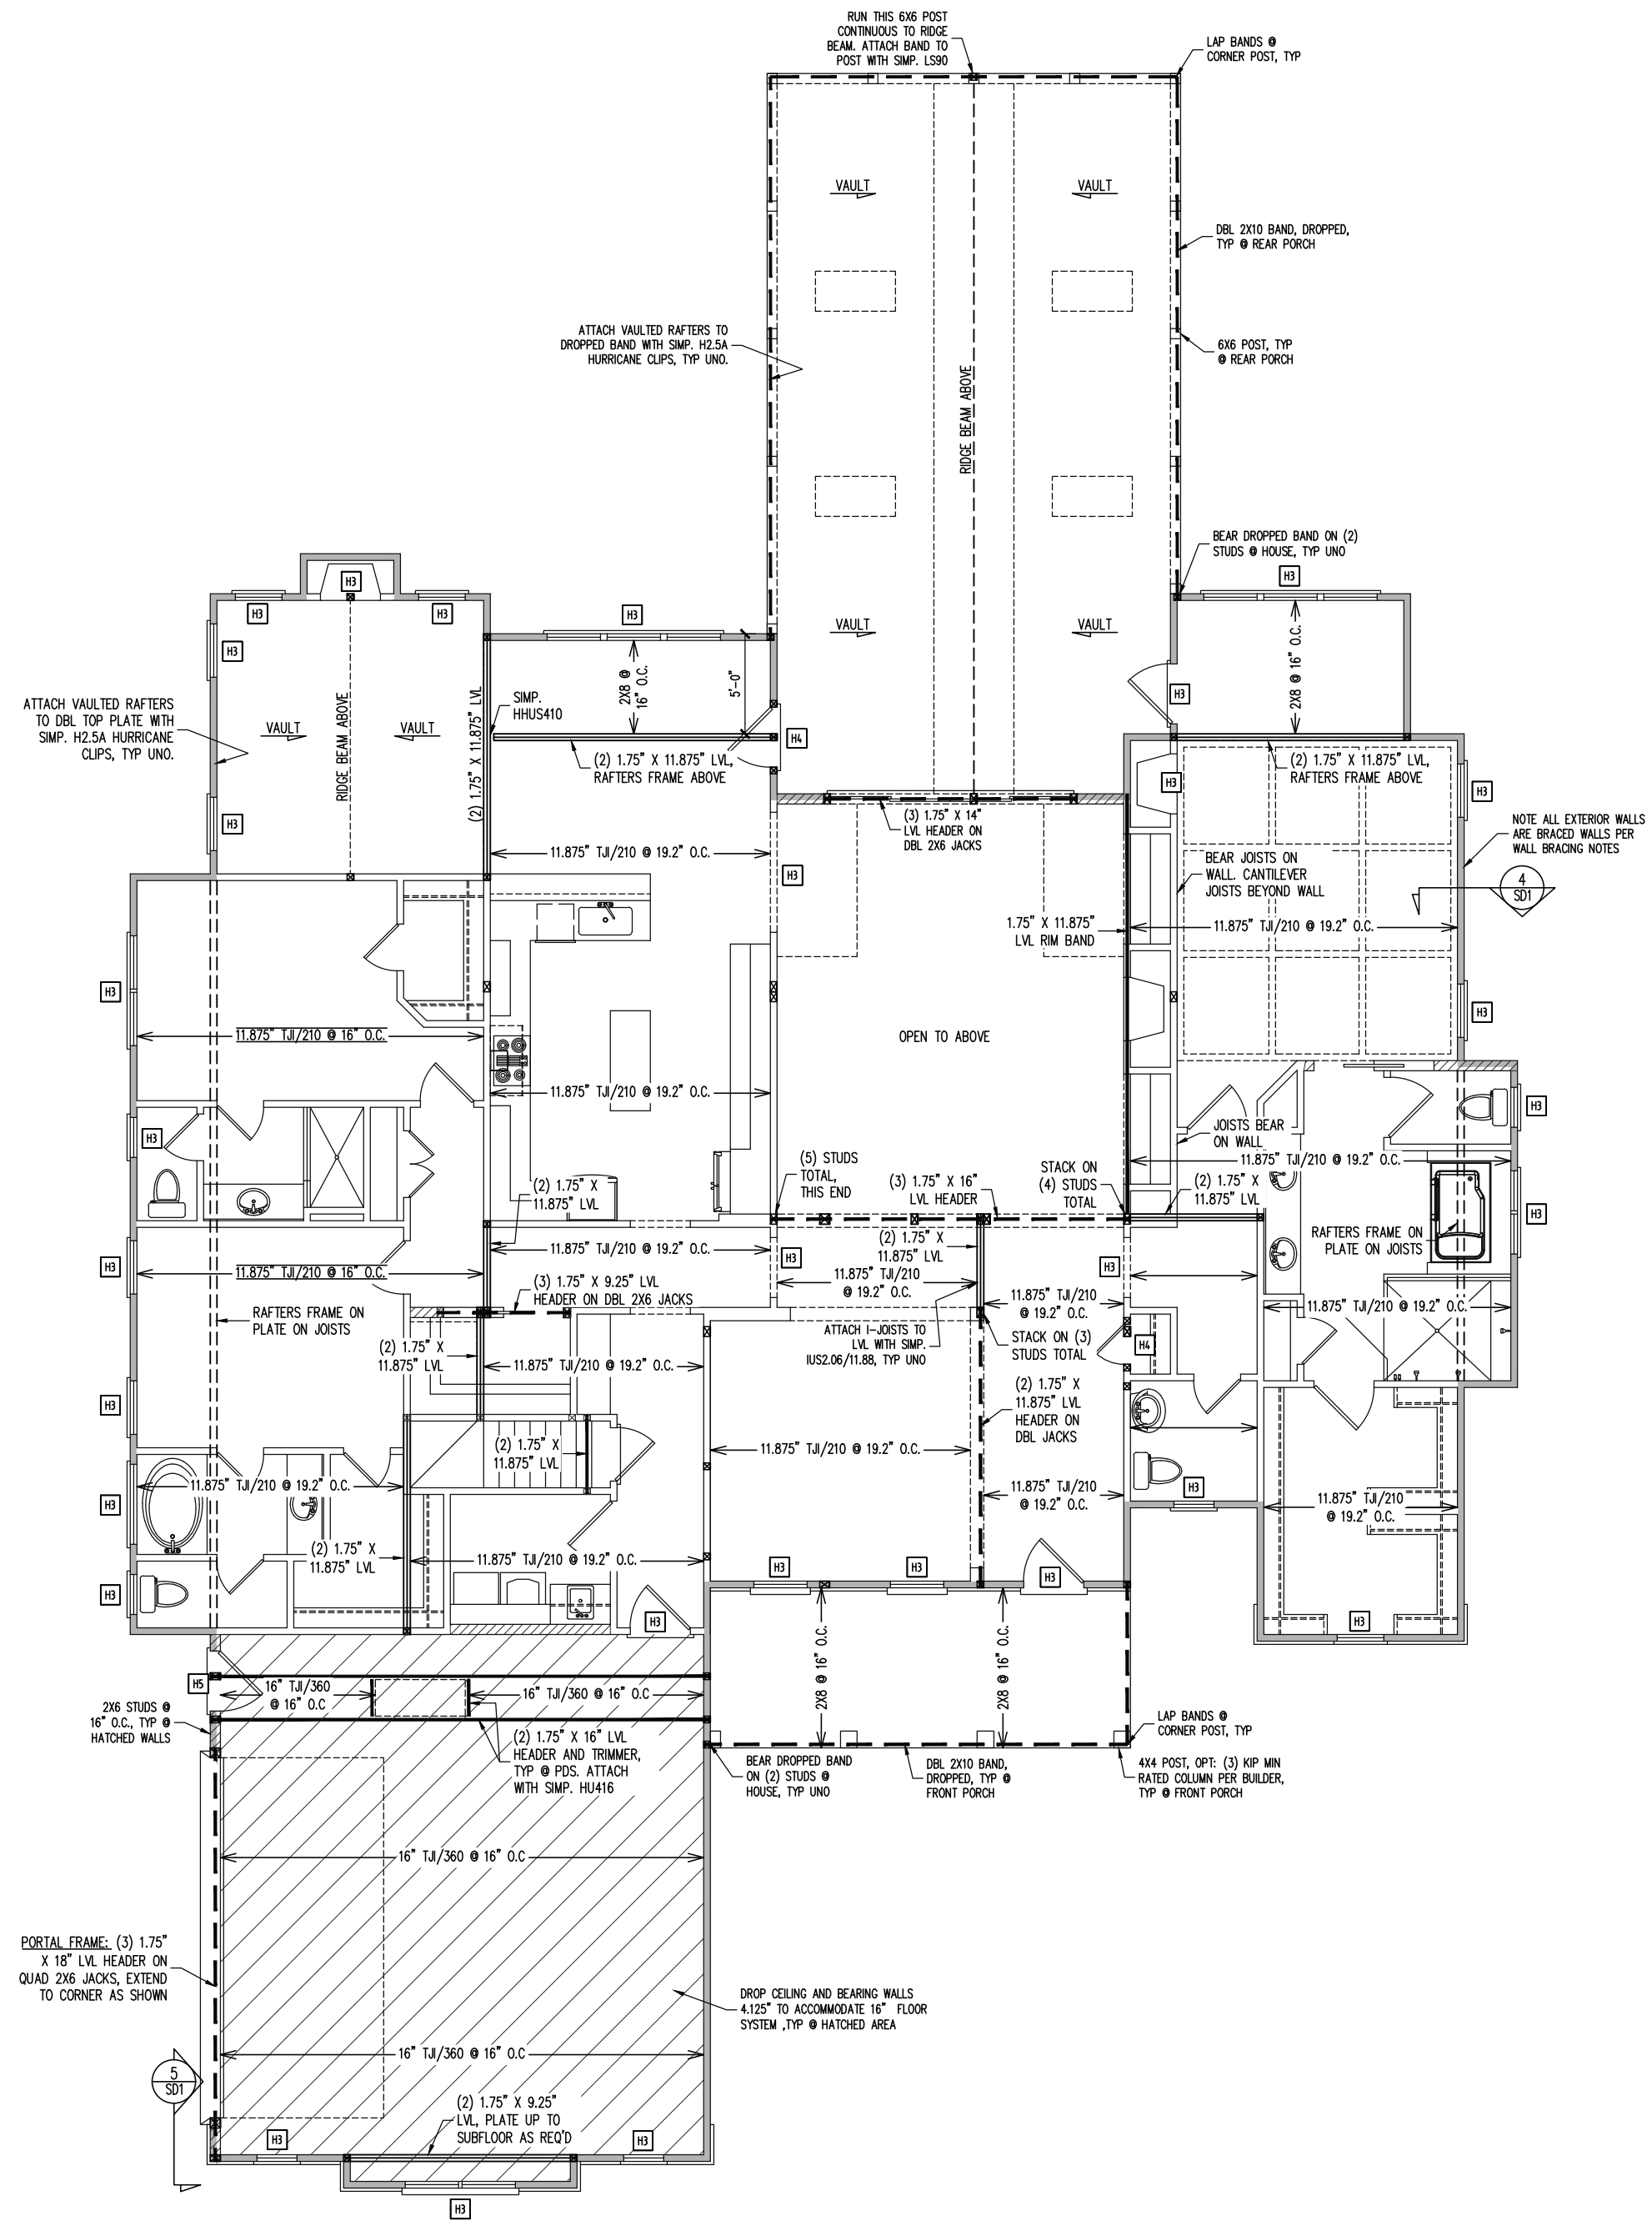 RUN THIS 6X6 POST
CONTINUOUS TO RIDGE
BEAM. ATTACH BAND TO
POST WITH SIMP. LS90
LAP BANDS @
CORNER POST, TYP
VAULT
VAULT
DBL 2X10 BAND, DROPPED,
TYP @ REAR PORCH
ATTACH VAULTED RAFTERS TO
DROPPED BAND WITH SIMP. H2.5A
HURRICANE CLIPS, TYP UNO.
6X6 POST, TYP
@ REAR PORCH
RIDGE BEAM ABOVE
BEAR DROPPED BAND ON (2)
STUDS @ HOUSE, TYP UNO
H3
H3
H3
H3
H3
H3
VAULT
VAULT
2X8 @
16" O.C.
5'-0"
2X8 @ 16" O.C.
H3
ATTACH VAULTED RAFTERS
TO DBL TOP PLATE WITH
SIMP. H2.5A HURRICANE
CLIPS, TYP UNO.
VAULT
VAULT
RIDGE BEAM ABOVE
(2) 1.75" X 11.875" LVL
SIMP.
HHUS410
H4
(2) 1.75" X 11.875" LVL,
RAFTERS FRAME ABOVE
(2) 1.75" X 11.875" LVL,
RAFTERS FRAME ABOVE
H3
H3
H3
(3) 1.75" X 14"
LVL HEADER ON
DBL 2X6 JACKS
NOTE ALL EXTERIOR WALLS
ARE BRACED WALLS PER
WALL BRACING NOTES
11.875" TJI/210 @ 19.2" O.C.
H3
BEAR JOISTS ON
WALL. CANTILEVER
JOISTS BEYOND WALL
4
SD1
1.75" X 11.875"
LVL RIM BAND
11.875" TJI/210 @ 19.2" O.C.
H3
H3
11.875" TJI/210 @ 16" O.C.
OPEN TO ABOVE
11.875" TJI/210 @ 19.2" O.C.
H3
H3
JOISTS BEAR
ON WALL
(5) STUDS
TOTAL,
THIS END
(3) 1.75" X 16"
LVL HEADER
STACK ON
(4) STUDS
TOTAL
11.875" TJI/210 @ 19.2" O.C.
(2) 1.75" X
11.875" LVL
(2) 1.75" X
11.875" LVL
H3
RAFTERS FRAME ON
PLATE ON JOISTS
H3
11.875" TJI/210 @ 16" O.C.
11.875" TJI/210 @ 19.2" O.C.
H3
(2) 1.75" X
11.875" LVL
11.875" TJI/210
@ 19.2" O.C.
H3
(3) 1.75" X 9.25" LVL
HEADER ON DBL 2X6 JACKS
RAFTERS FRAME ON
PLATE ON JOISTS
11.875" TJI/210
@ 19.2" O.C.
11.875" TJI/210 @ 19.2" O.C.
ATTACH I-JOISTS TO
LVL WITH SIMP.
IUS2.06/11.88, TYP UNO
STACK ON (3)
STUDS TOTAL
H4
(2) 1.75" X
11.875" LVL
11.875" TJI/210 @ 19.2" O.C.
H3
(2) 1.75" X
11.875" LVL
HEADER ON
DBL JACKS
(2) 1.75" X
11.875" LVL
11.875" TJI/210 @ 19.2" O.C.
11.875" TJI/210 @ 19.2" O.C.
11.875" TJI/210
@ 19.2" O.C.
H3
11.875" TJI/210
@ 19.2" O.C.
H3
(2) 1.75" X
11.875" LVL
11.875" TJI/210 @ 19.2" O.C.
H3
H3
H3
H3
H3
H3
2X8 @ 16" O.C.
2X8 @ 16" O.C.
H5
16" TJI/360
@ 16" O.C
16" TJI/360 @ 16" O.C
2X6 STUDS @
16" O.C., TYP @
HATCHED WALLS
(2) 1.75" X 16" LVL
HEADER AND TRIMMER,
TYP @ PDS. ATTACH
WITH SIMP. HU416
LAP BANDS @
CORNER POST, TYP
BEAR DROPPED BAND
ON (2) STUDS @
HOUSE, TYP UNO
DBL 2X10 BAND,
DROPPED, TYP @
FRONT PORCH
4X4 POST, OPT: (3) KIP MIN
RATED COLUMN PER BUILDER,
TYP @ FRONT PORCH
16" TJI/360 @ 16" O.C
PORTAL FRAME: (3) 1.75"
X 18" LVL HEADER ON
QUAD 2X6 JACKS, EXTEND
TO CORNER AS SHOWN
DROP CEILING AND BEARING WALLS
4.125" TO ACCOMMODATE 16" FLOOR
SYSTEM ,TYP @ HATCHED AREA
16" TJI/360 @ 16" O.C
5
SD1
(2) 1.75" X 9.25"
LVL, PLATE UP TO
SUBFLOOR AS REQ'D
H3
H3
H3